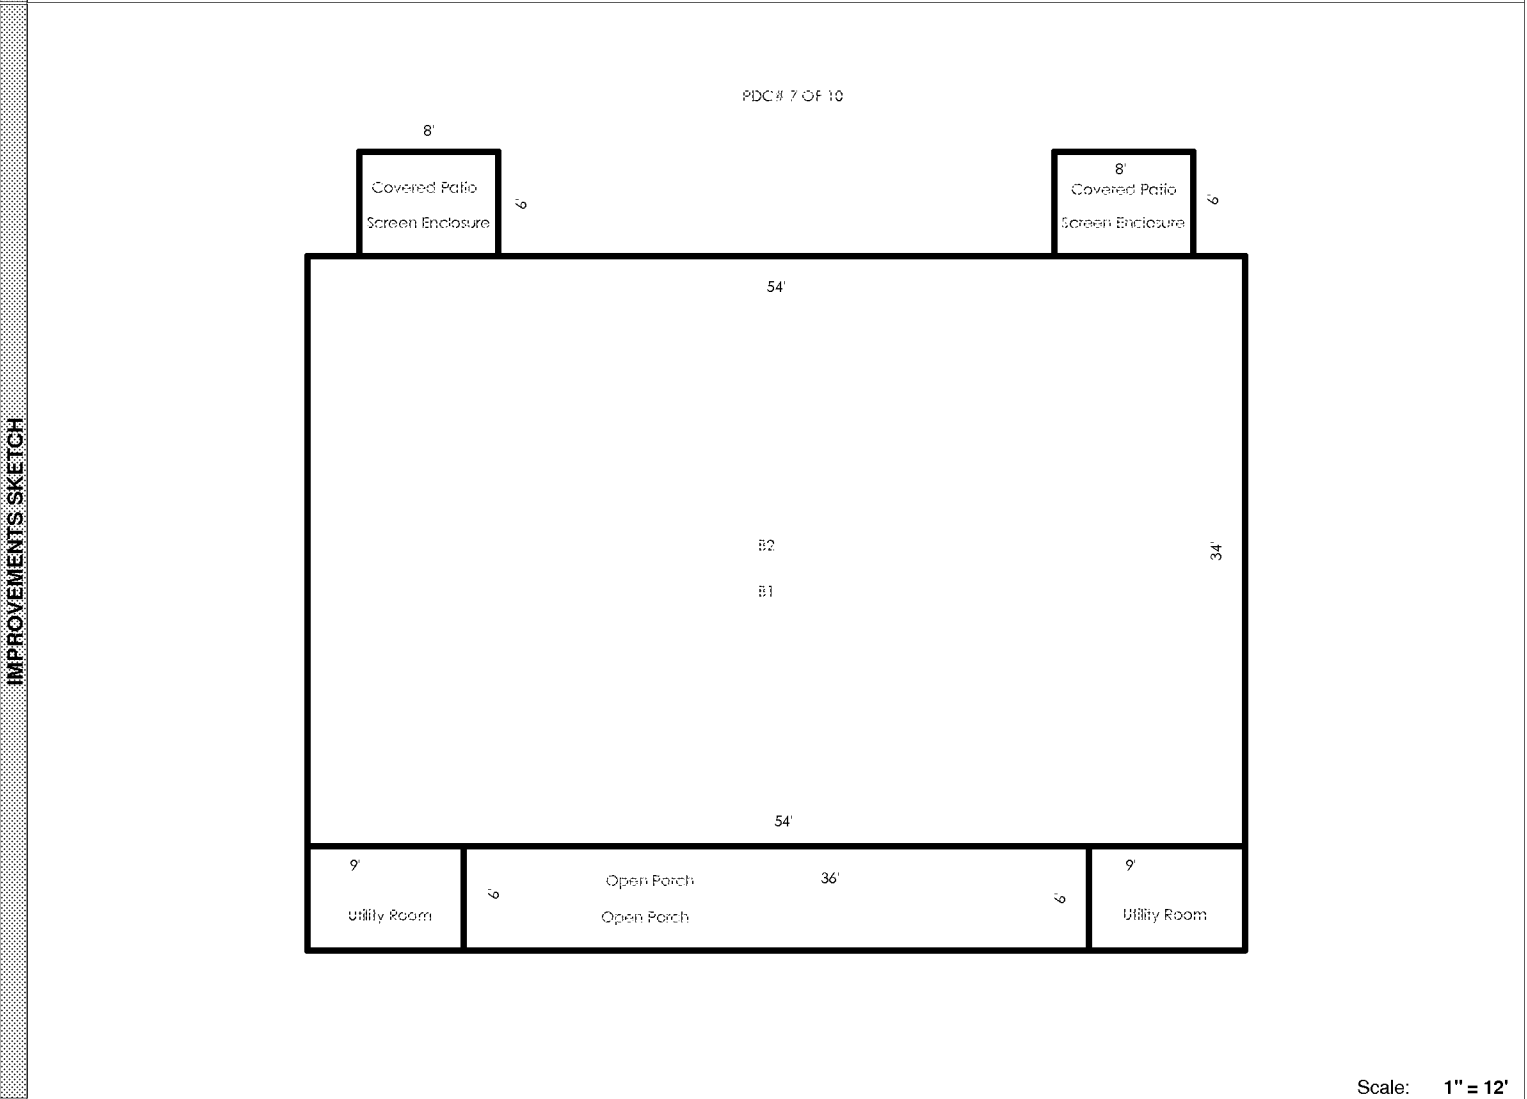 PDC# 7 OF 10
8'
8'
Covered Patio
Screen Enclosure
6'
Covered Patio
Screen Enclosure
6'
54'
IMPROVEMENTS SKETCH
B2
B1
34'
54'
9'
Utility Room
6'
Open Porch
36'
Open Porch
6'
9'
Utility Room
Scale: 1" = 12'